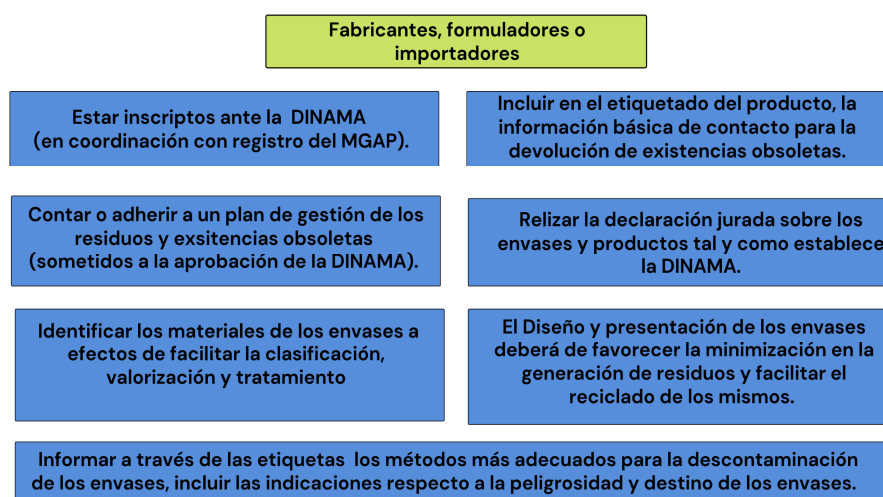 Fabricantes, formuladores o
importadores
Estar inscriptos ante la DINAMA
(en coordinación con registro del MGAP).
Incluir en el etiquetado del producto, la
información básica de contacto para la
devolución de existencias obsoletas.
Contar o adherir a un plan de gestión de los
residuos y exsitencias obsoletas
(sometidos a la aprobación de la DINAMA).
Relizar la declaración jurada sobre los
envases y productos tal y como establece
la DINAMA.
Identificar los materiales de los envases a
efectos de facilitar la clasificación,
valorización y tratamiento
El Diseño y presentación de los envases
deberá de favorecer la minimización en la
generación de residuos y facilitar el
reciclado de los mismos.
Informar a través de las etiquetas los métodos más adecuados para la descontaminación
de los envases, incluir las indicaciones respecto a la peligrosidad y destino de los envases.